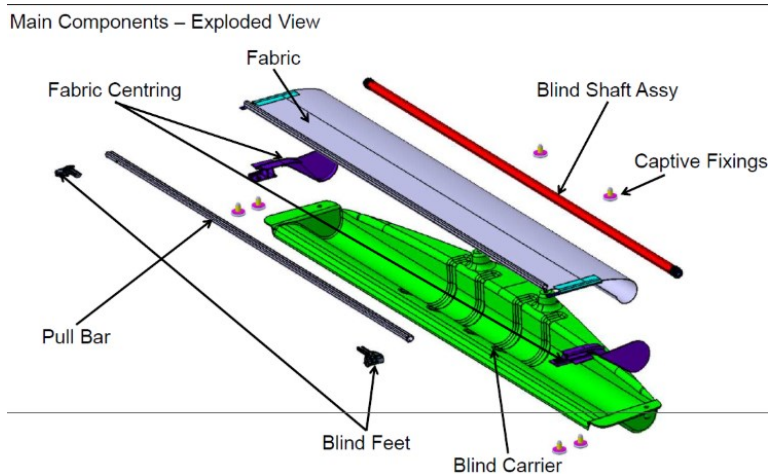 Main Components – Exploded View
Fabric
Fabric Centring
Blind Shaft Assy
Captive Fixings
Pull Bar
Blind Feet
Blind Carrier